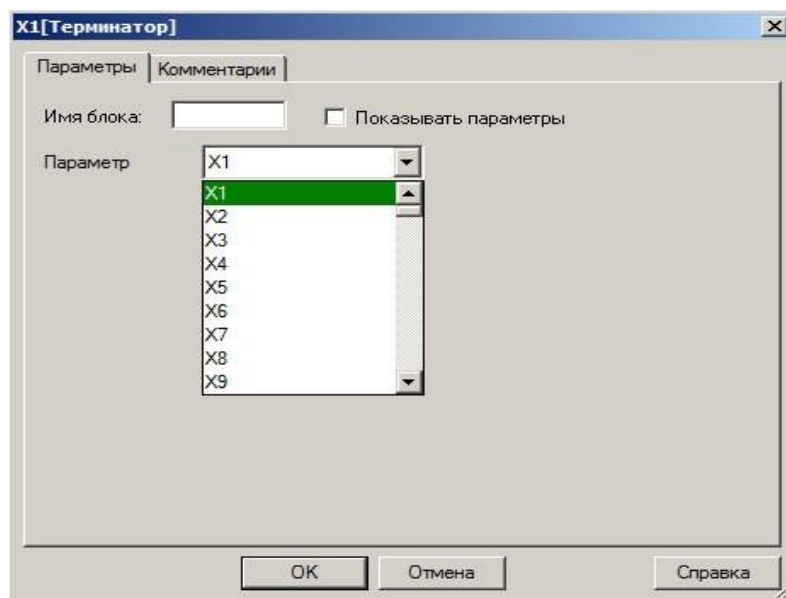 X1[Терминатор]
Параметры Комментарии
Имя блока: Показывать параметры
Параметр X1
X1
X2
X3
X4
X5
X6
X7
X8
X9
OK Отмена Справка